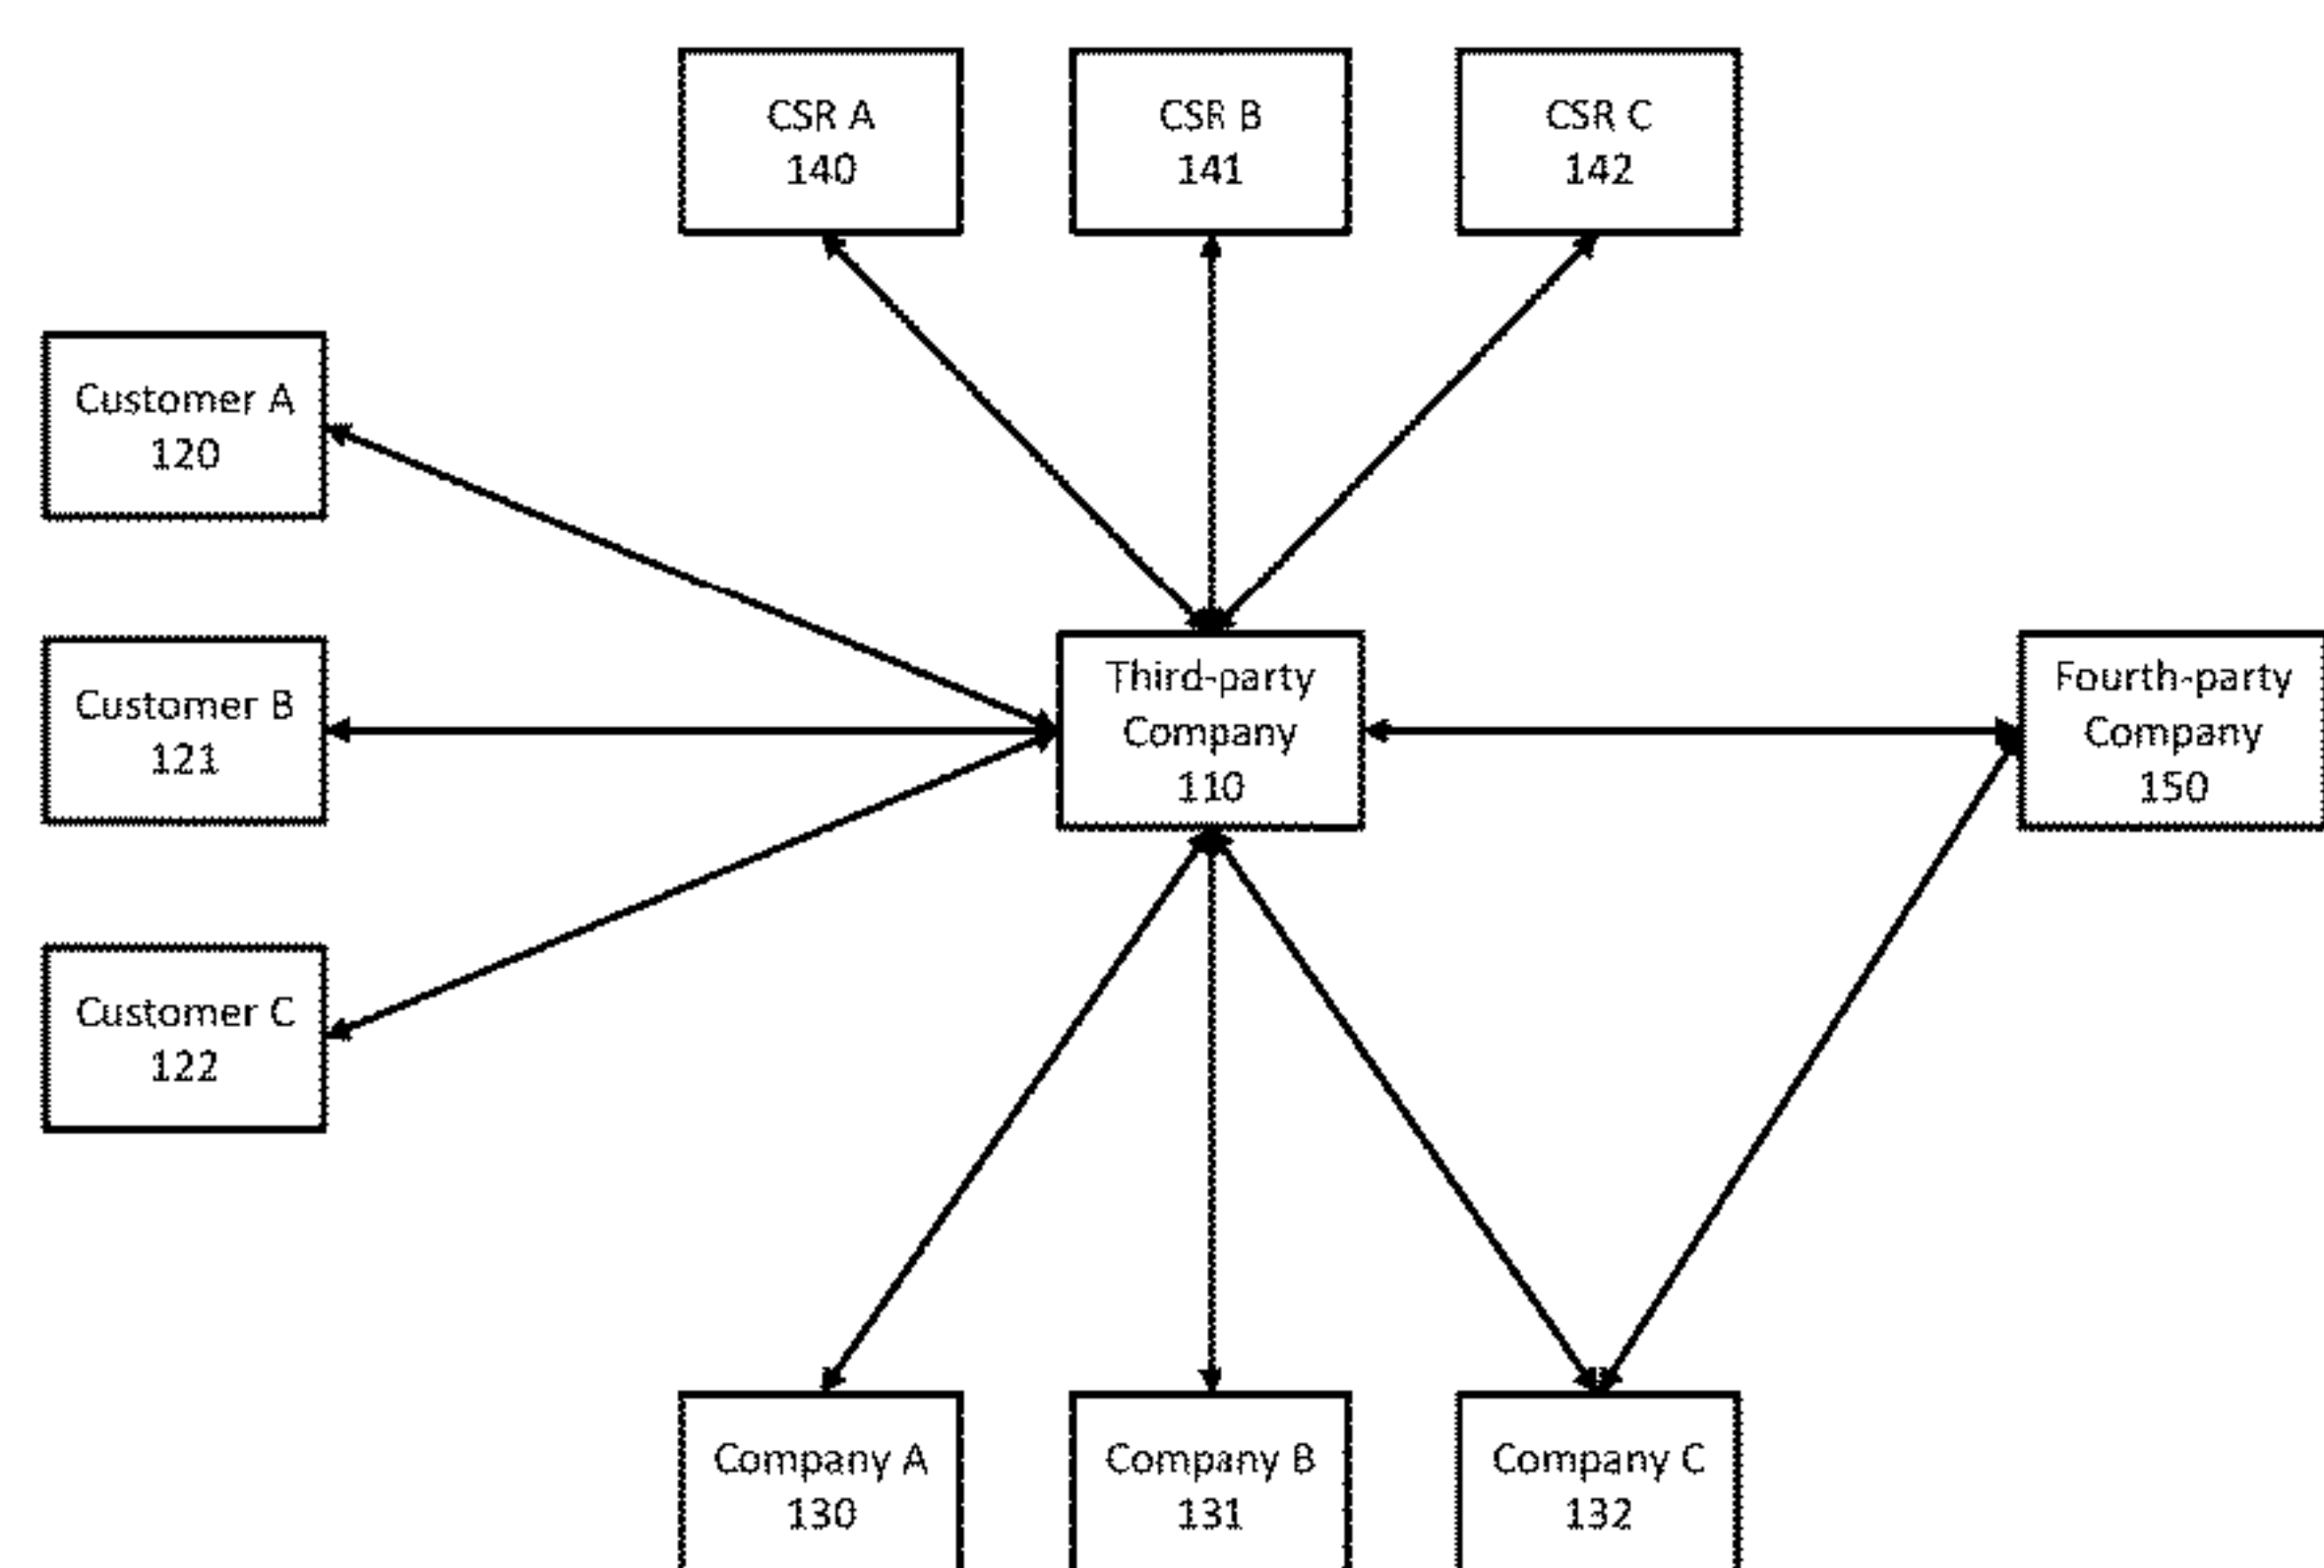 CSR A
140
CSR B
141
CSR C
142
Customer A
120
Customer B
121
Customer C
122
Third-party
Company
110
Fourth-party
Company
150
Company A
130
Company B
131
Company C
132